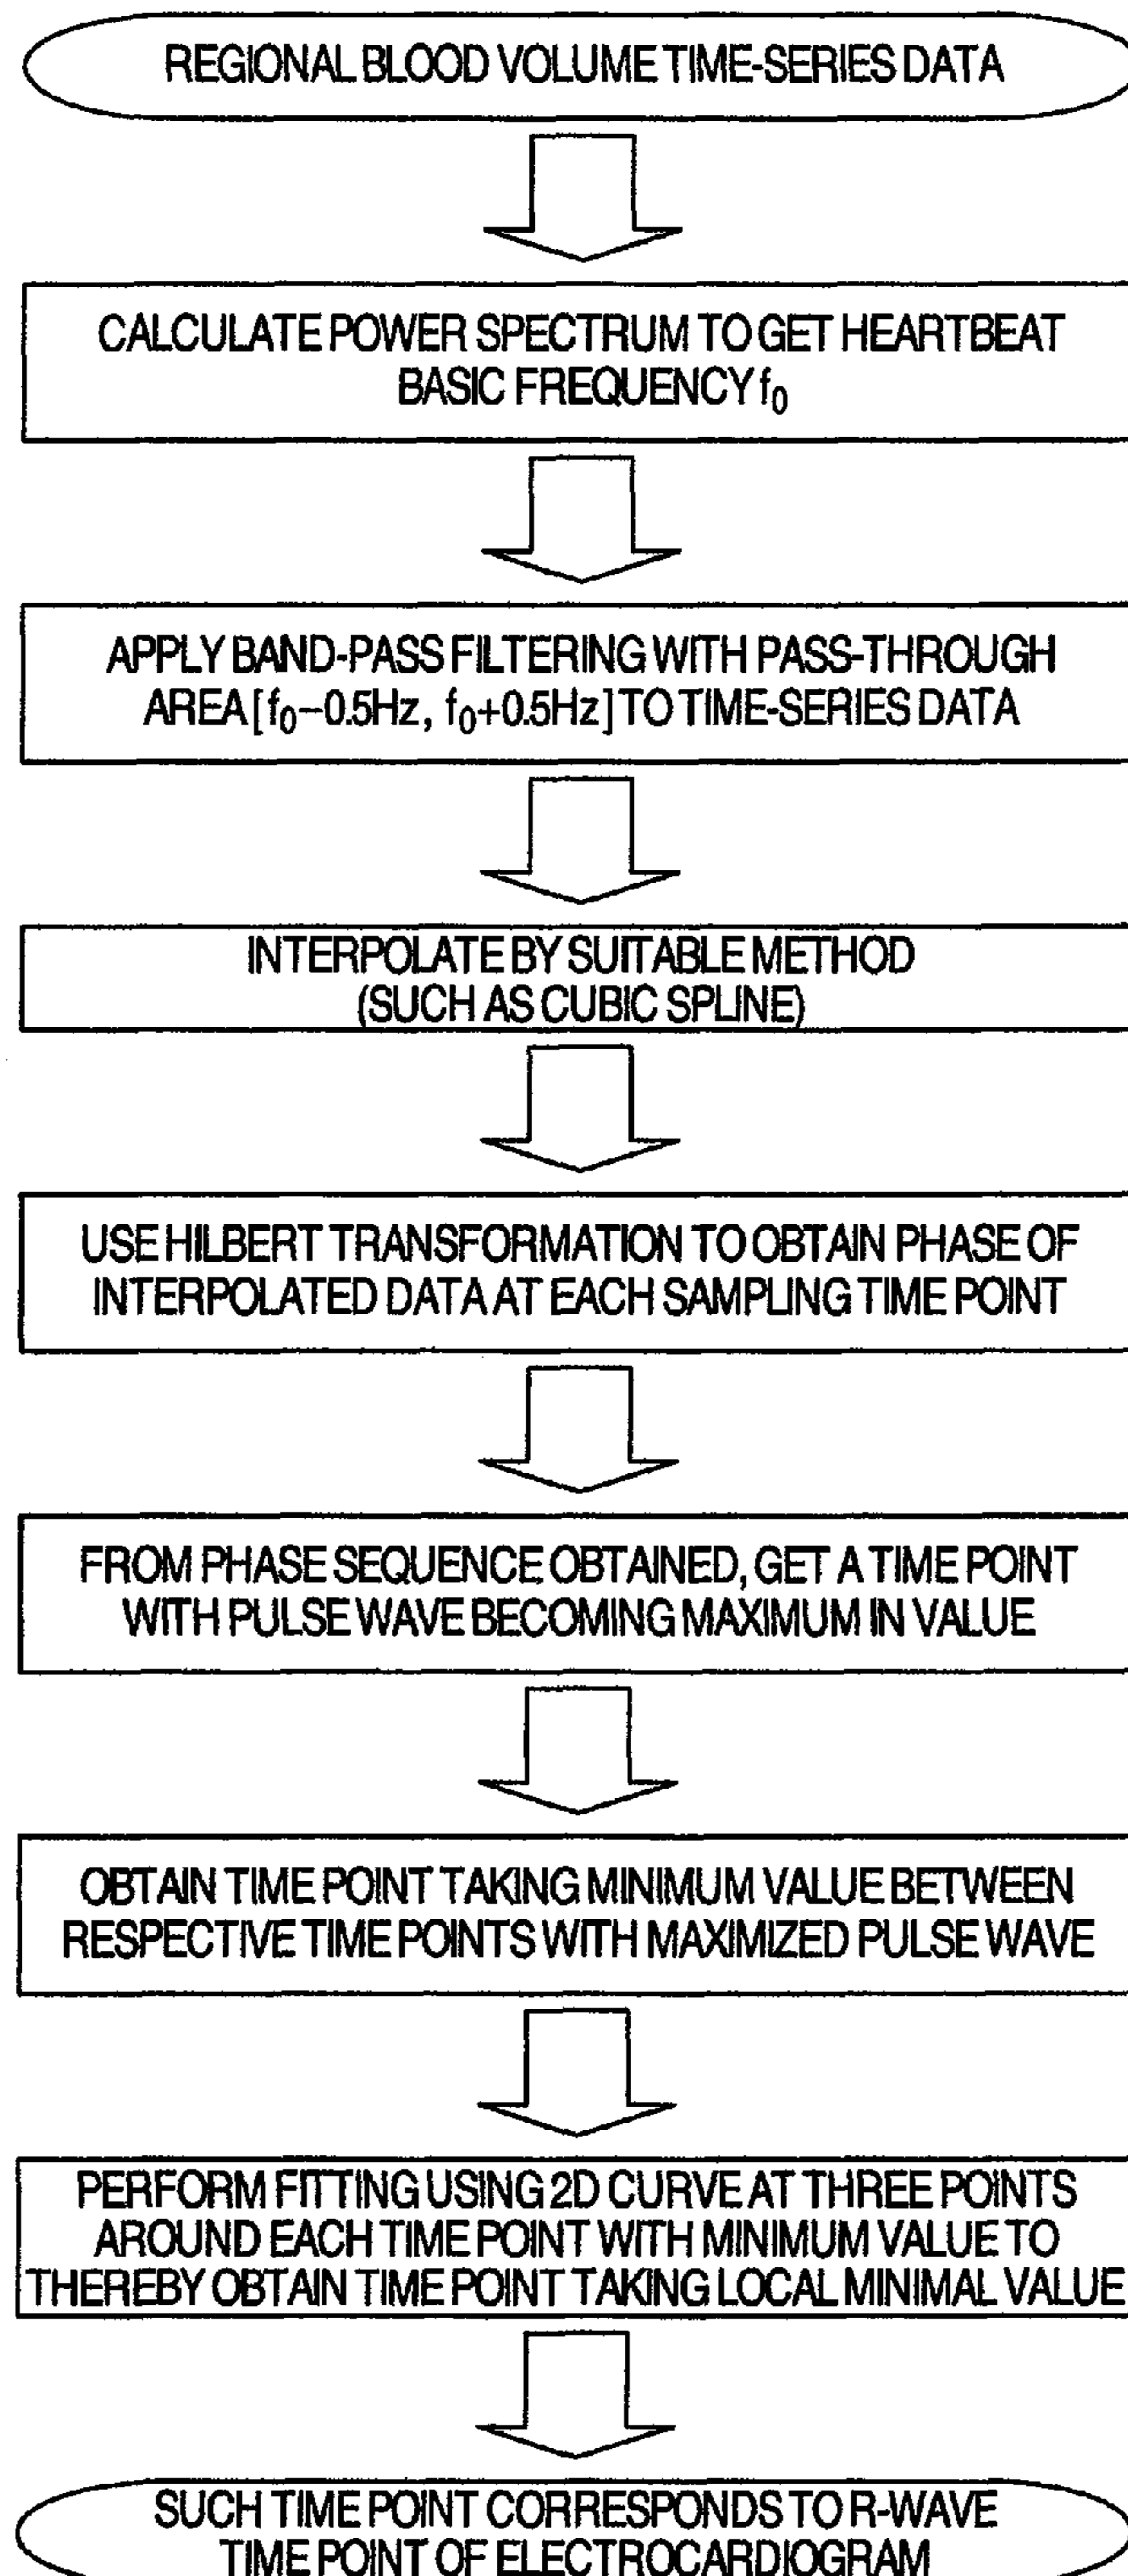 REGIONAL BLOOD VOLUME TIME-SERIES DATA
CALCULATE POWER SPECTRUM TO GET HEARTBEAT
BASIC FREQUENCY f₀
APPLY BAND-PASS FILTERING WITH PASS-THROUGH
AREA [f₀−0.5Hz, f₀+0.5Hz] TO TIME-SERIES DATA
INTERPOLATE BY SUITABLE METHOD
(SUCH AS CUBIC SPLINE)
USE HILBERT TRANSFORMATION TO OBTAIN PHASE OF
INTERPOLATED DATA AT EACH SAMPLING TIME POINT
FROM PHASE SEQUENCE OBTAINED, GET A TIME POINT
WITH PULSE WAVE BECOMING MAXIMUM IN VALUE
OBTAIN TIME POINT TAKING MINIMUM VALUE BETWEEN
RESPECTIVE TIME POINTS WITH MAXIMIZED PULSE WAVE
PERFORM FITTING USING 2D CURVE AT THREE POINTS
AROUND EACH TIME POINT WITH MINIMUM VALUE TO
THEREBY OBTAIN TIME POINT TAKING LOCAL MINIMAL VALUE
SUCH TIME POINT CORRESPONDS TO R-WAVE
TIME POINT OF ELECTROCARDIOGRAM